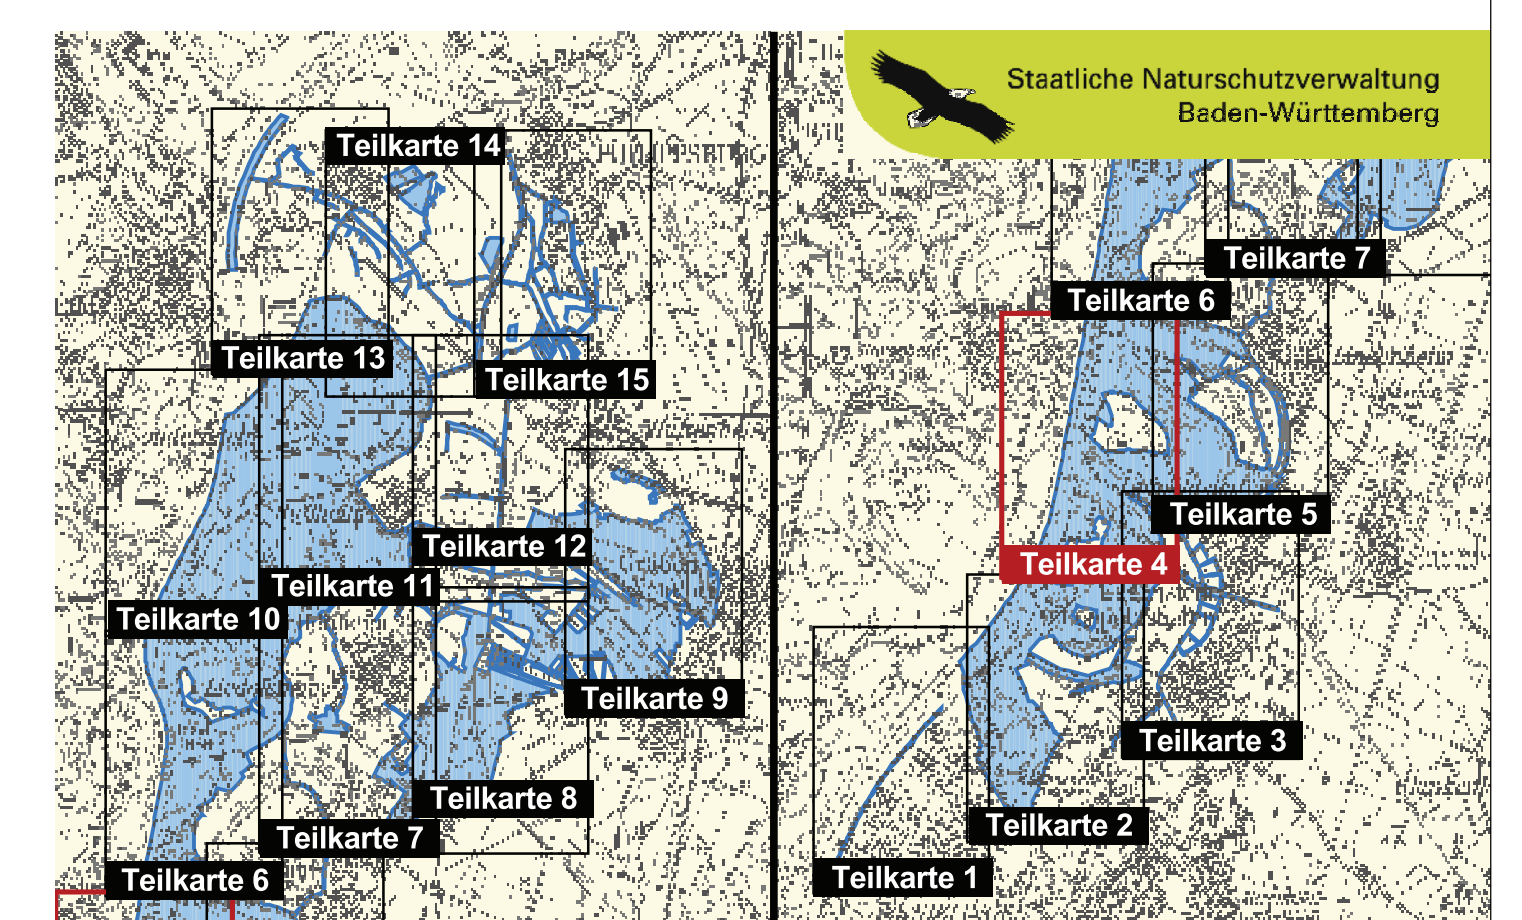 Staatliche Naturschutzverwaltung
Baden-Württemberg
Teilkarte 14
Teilkarte 13
Teilkarte 15
Teilkarte 12
Teilkarte 11
Teilkarte 10
Teilkarte 9
Teilkarte 8
Teilkarte 7
Teilkarte 6
Teilkarte 7
Teilkarte 6
Teilkarte 5
Teilkarte 4
Teilkarte 3
Teilkarte 2
Teilkarte 1